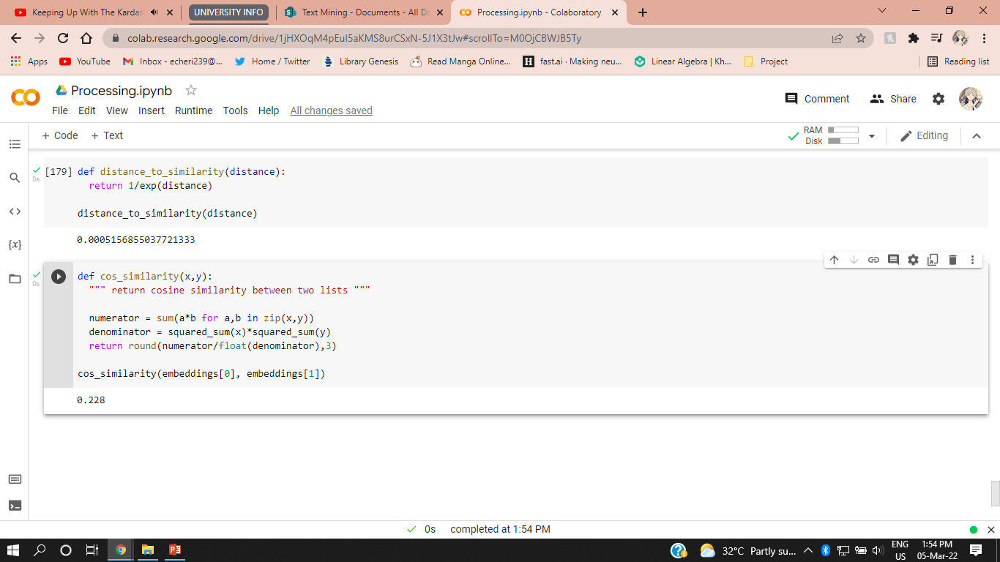 Keeping Up With The Kardas
UNIVERSITY INFO
Text Mining - Documents - All Do
Processing.ipynb - Colaboratory
colab.research.google.com/drive/1jHXOqM4pEuI5aKMS8urCSxN-5J1X3tJw#scrollTo=M0OjCBWJB5Ty
Apps
YouTube
Inbox - echeri239@...
Home / Twitter
Library Genesis
Read Manga Online...
fast.ai · Making neu...
Linear Algebra | Kh...
Project
Reading list
Processing.ipynb
Comment
Share
File Edit View Insert Runtime Tools Help All changes saved
+ Code + Text
RAM
Disk
Editing
[179] def distance_to_similarity(distance):
0s
return 1/exp(distance)
distance_to_similarity(distance)
0.0005156855037721333
def cos_similarity(x,y):
0s
""" return cosine similarity between two lists """
numerator = sum(a*b for a,b in zip(x,y))
denominator = squared_sum(x)*squared_sum(y)
return round(numerator/float(denominator),3)
cos_similarity(embeddings[0], embeddings[1])
0.228
0s completed at 1:54 PM
32°C Partly su...
ENG
US
1:54 PM
05-Mar-22